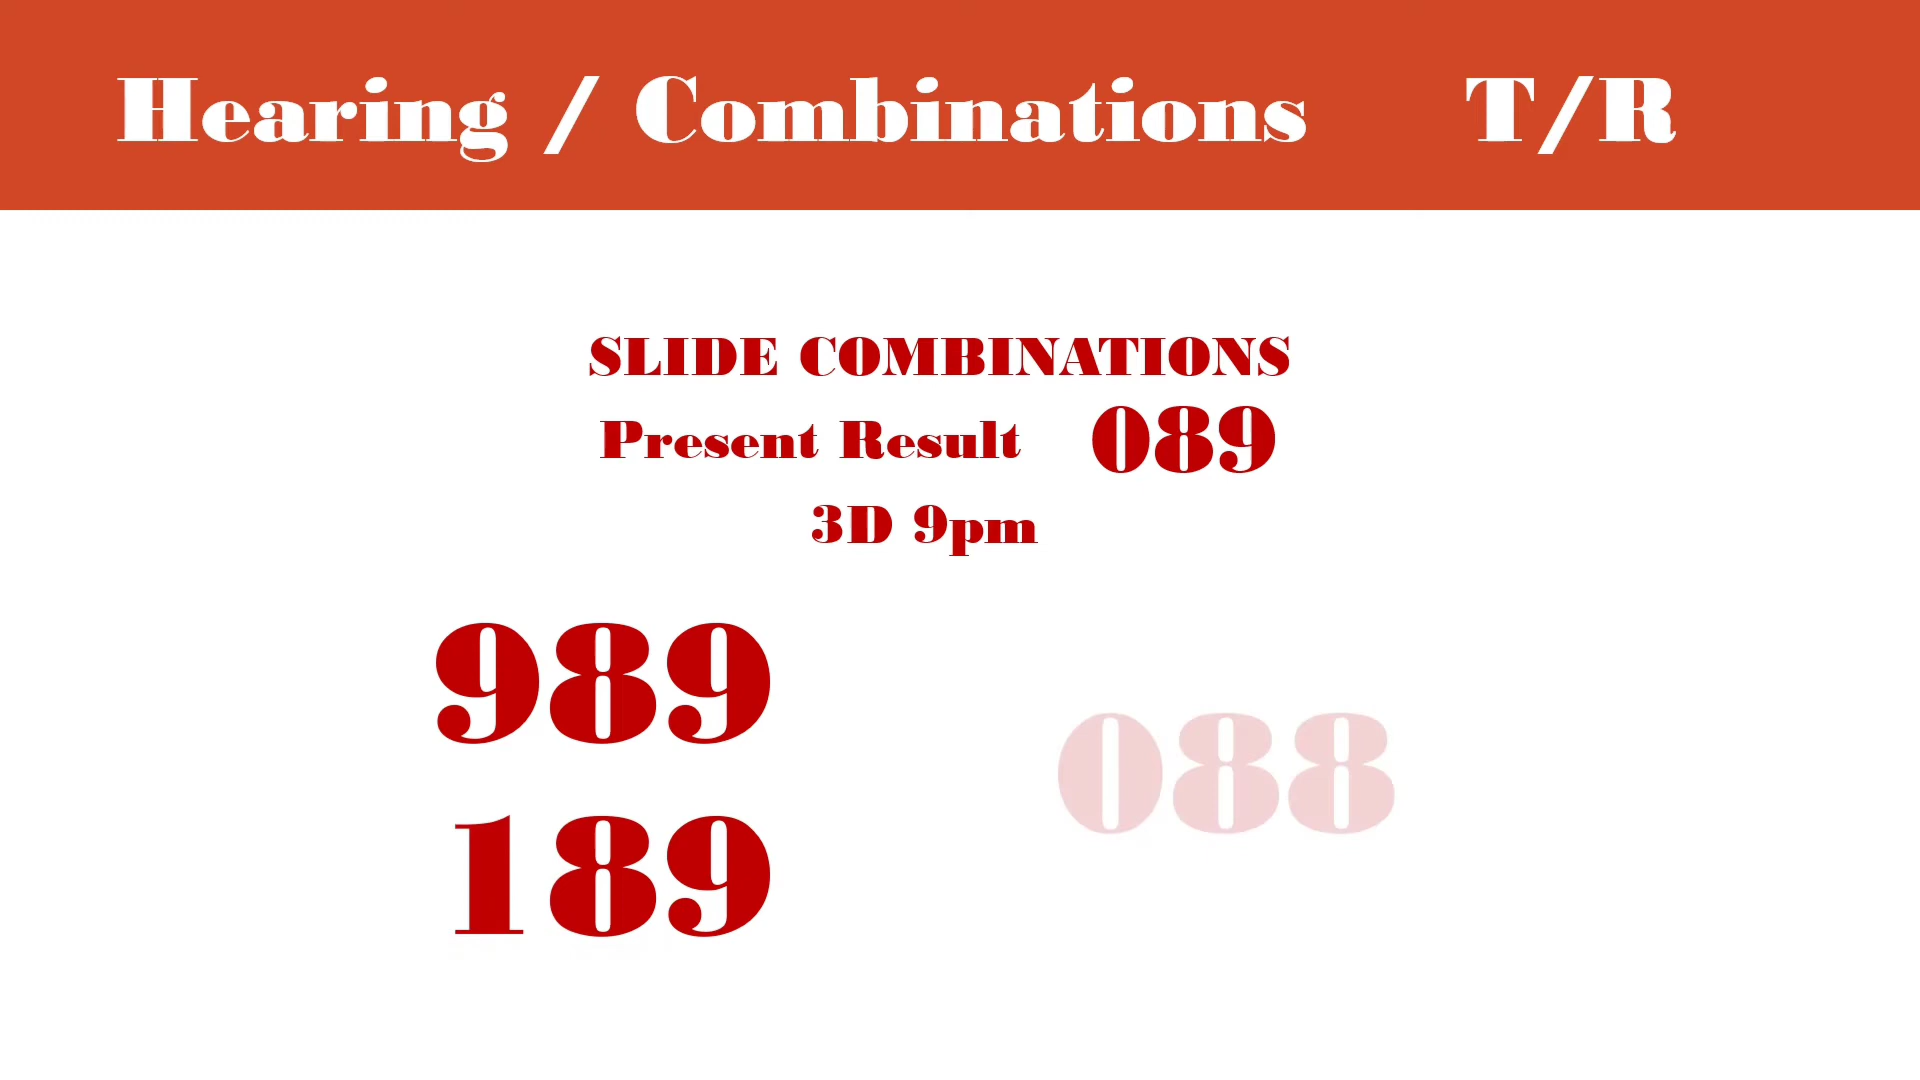 Hearing / Combinations T/R
SLIDE COMBINATIONS
Present Result 089
3D 9pm
989
189
088